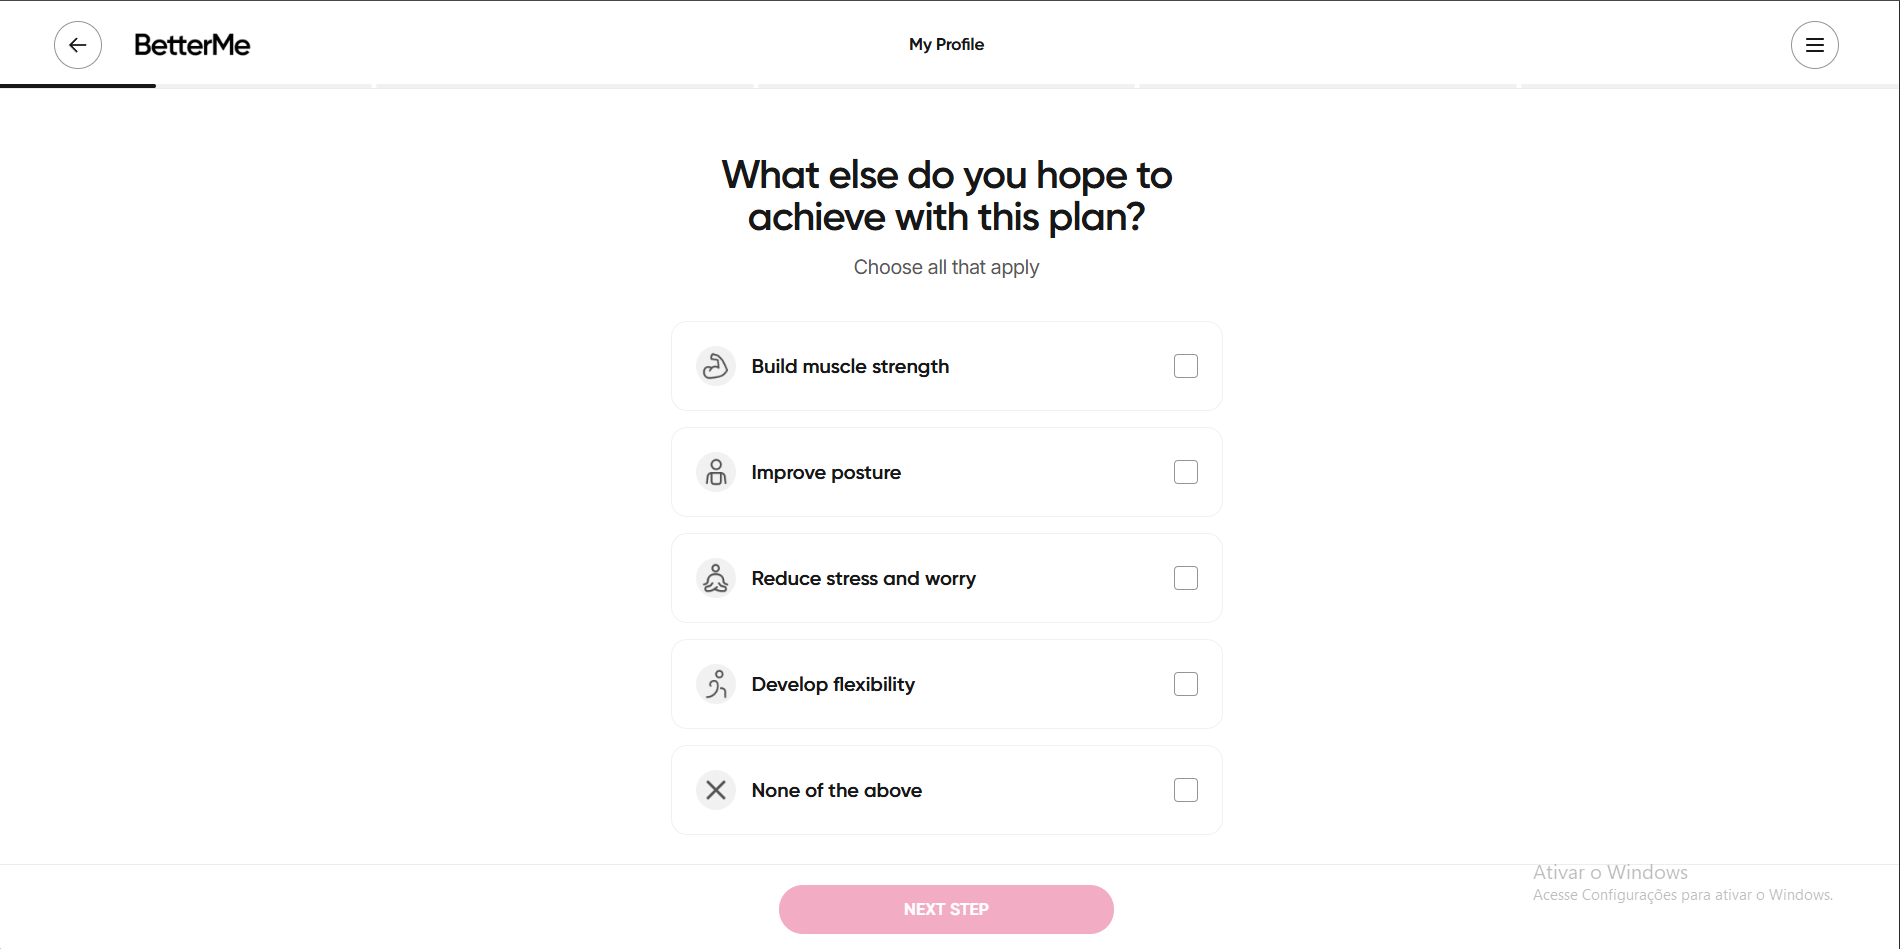 BetterMe
My Profile
What else do you hope to
achieve with this plan?
Choose all that apply
Build muscle strength
Improve posture
Reduce stress and worry
Develop flexibility
None of the above
Ativar o Windows
Acesse Configurações para ativar o Windows.
NEXT STEP